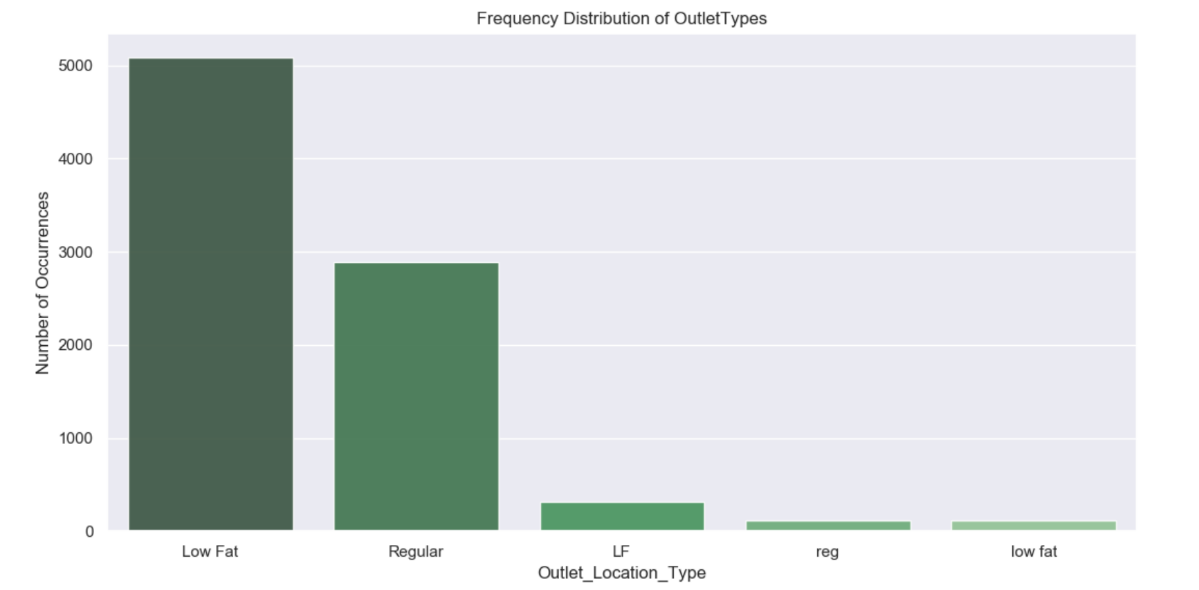 Frequency Distribution of OutletTypes
Number of Occurrences
5000
4000
3000
2000
1000
0
Low Fat Regular LF reg low fat
Outlet_Location_Type